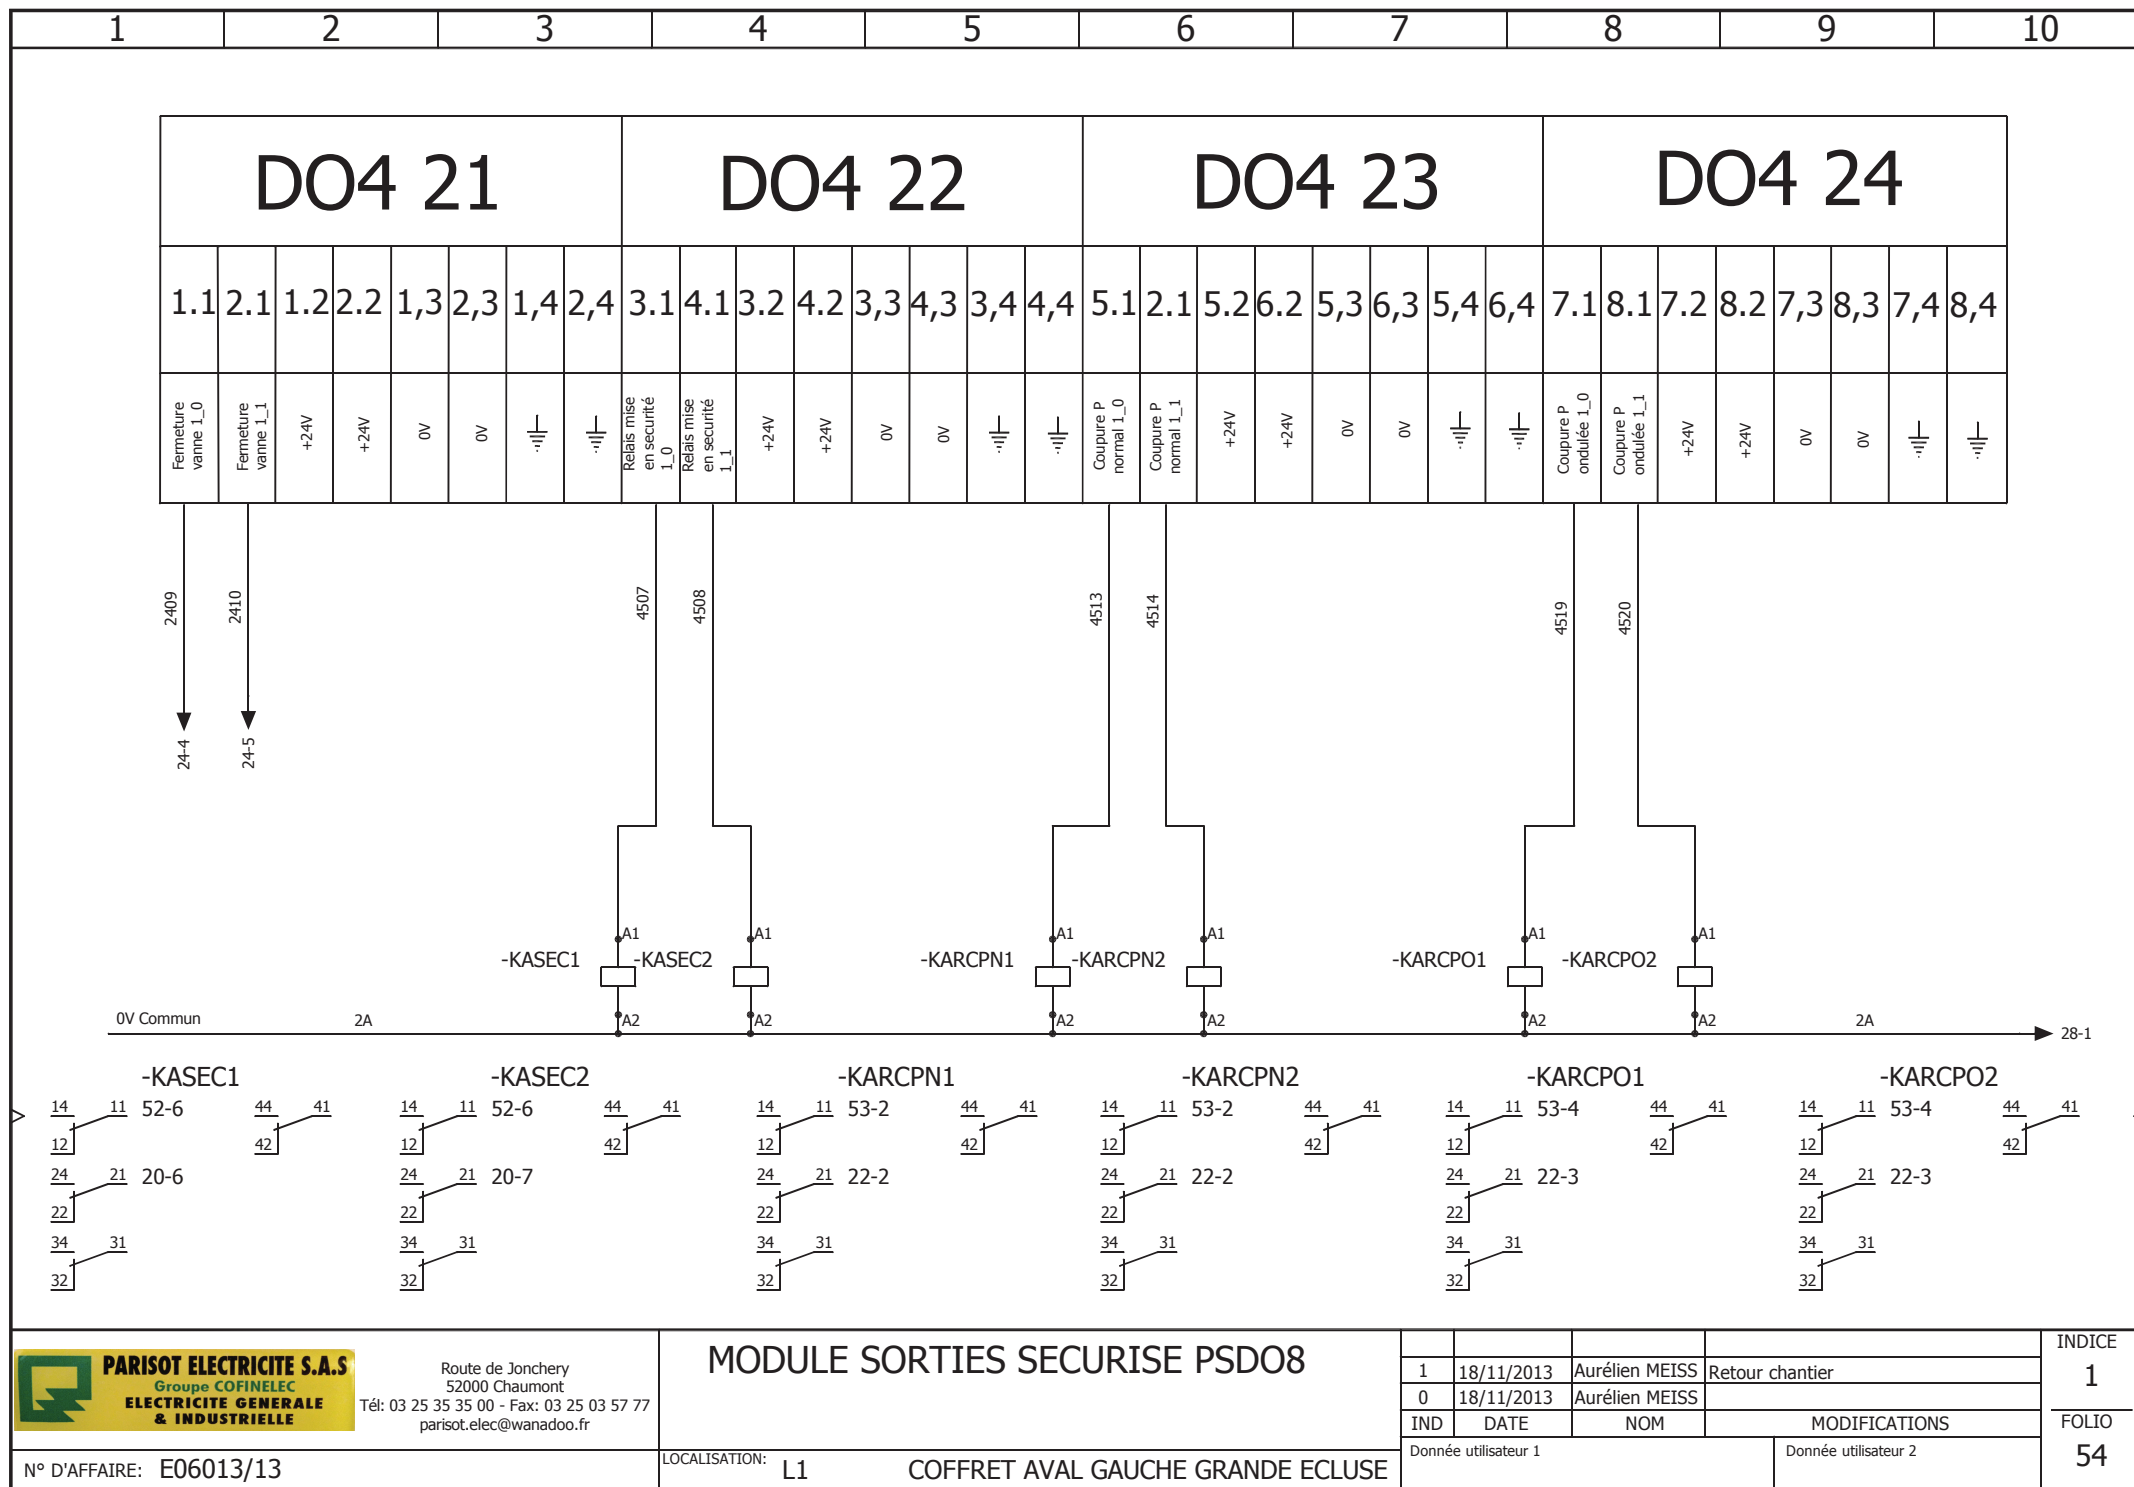 1 2 3 4 5 6 7 8 9 10
DO4 21 DO4 22 DO4 23 DO4 24
1.1 2.1 1.2 2.2 1,3 2,3 1,4 2,4 3.1 4.1 3.2 4.2 3,3 4,3 3,4 4,4 5.1 2.1 5.2 6.2 5,3 6,3 5,4 6,4 7.1 8.1 7.2 8.2 7,3 8,3 7,4 8,4
Fermeture
vanne 1_0
Fermeture
vanne 1_1
+24V
+24V
0V
0V
Relais mise
en securité
1_0
Relais mise
en securité
1_1
+24V
+24V
0V
0V
Coupure P
normal 1_0
Coupure P
normal 1_1
+24V
+24V
0V
0V
Coupure P
ondulée 1_0
Coupure P
ondulée 1_1
+24V
+24V
0V
0V
2409 2410 4507 4508 4513 4514 4519 4520
24-4 24-5
A1 A1 A1 A1 A1 A1
-KASEC1 -KASEC2 -KARCPN1 -KARCPN2 -KARCPO1 -KARCPO2
0V Commun 2A A2 A2 A2 A2 A2 A2 2A
28-1
-KASEC1 -KASEC2 -KARCPN1 -KARCPN2 -KARCPO1 -KARCPO2
14 11 52-6 44 41 14 11 52-6 44 41 14 11 53-2 44 41 14 11 53-2 44 41 14 11 53-4 44 41 14 11 53-4 44 41
12 42 12 42 12 42 12 42 12 42 12 42
24 21 20-6 24 21 20-7 24 21 22-2 24 21 22-2 24 21 22-3 24 21 22-3
22 22 22 22 22 22
34 31 34 31 34 31 34 31 34 31 34 31
32 32 32 32 32 32
PARISOT ELECTRICITE S.A.S
Groupe COFINELEC
ELECTRICITE GENERALE
& INDUSTRIELLE
Route de Jonchery
52000 Chaumont
Tél: 03 25 35 35 00 - Fax: 03 25 03 57 77
parisot.elec@wanadoo.fr
N° D'AFFAIRE: E06013/13
MODULE SORTIES SECURISE PSDO8
LOCALISATION: L1 COFFRET AVAL GAUCHE GRANDE ECLUSE
1 18/11/2013 Aurélien MEISS Retour chantier
0 18/11/2013 Aurélien MEISS
IND DATE NOM MODIFICATIONS
Donnée utilisateur 1 Donnée utilisateur 2
INDICE
1
FOLIO
54